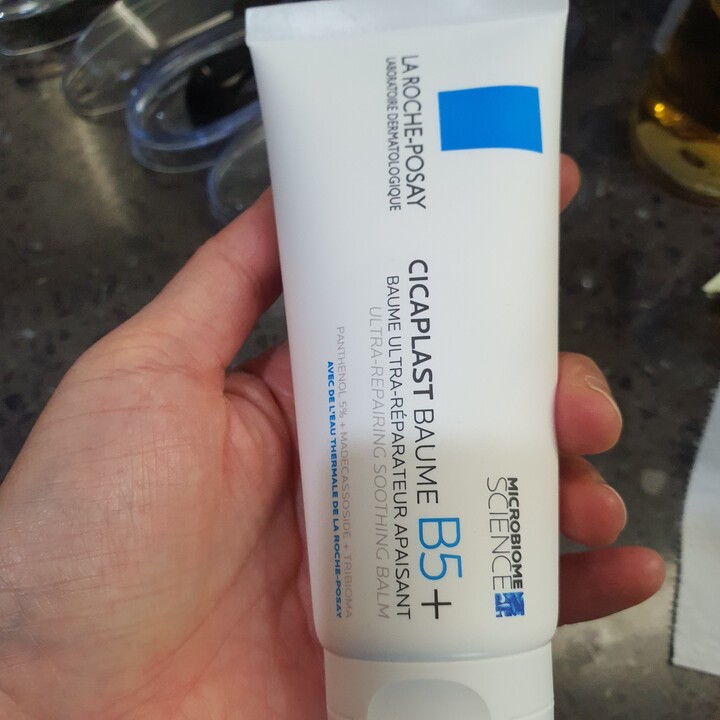 LA ROCHE-POSAY
LABORATOIRE DERMATOLOGIQUE
CICAPLAST BAUME B5+
BAUME ULTRA-RÉPARATEUR APAISANT
ULTRA-REPAIRING SOOTHING BALM
PANTHENOL 5% + MADECASSOSIDE + TRIBIOMA
AVEC DE L'EAU THERMALE DE LA ROCHE-POSAY
MICROBIOME
SCIENCE